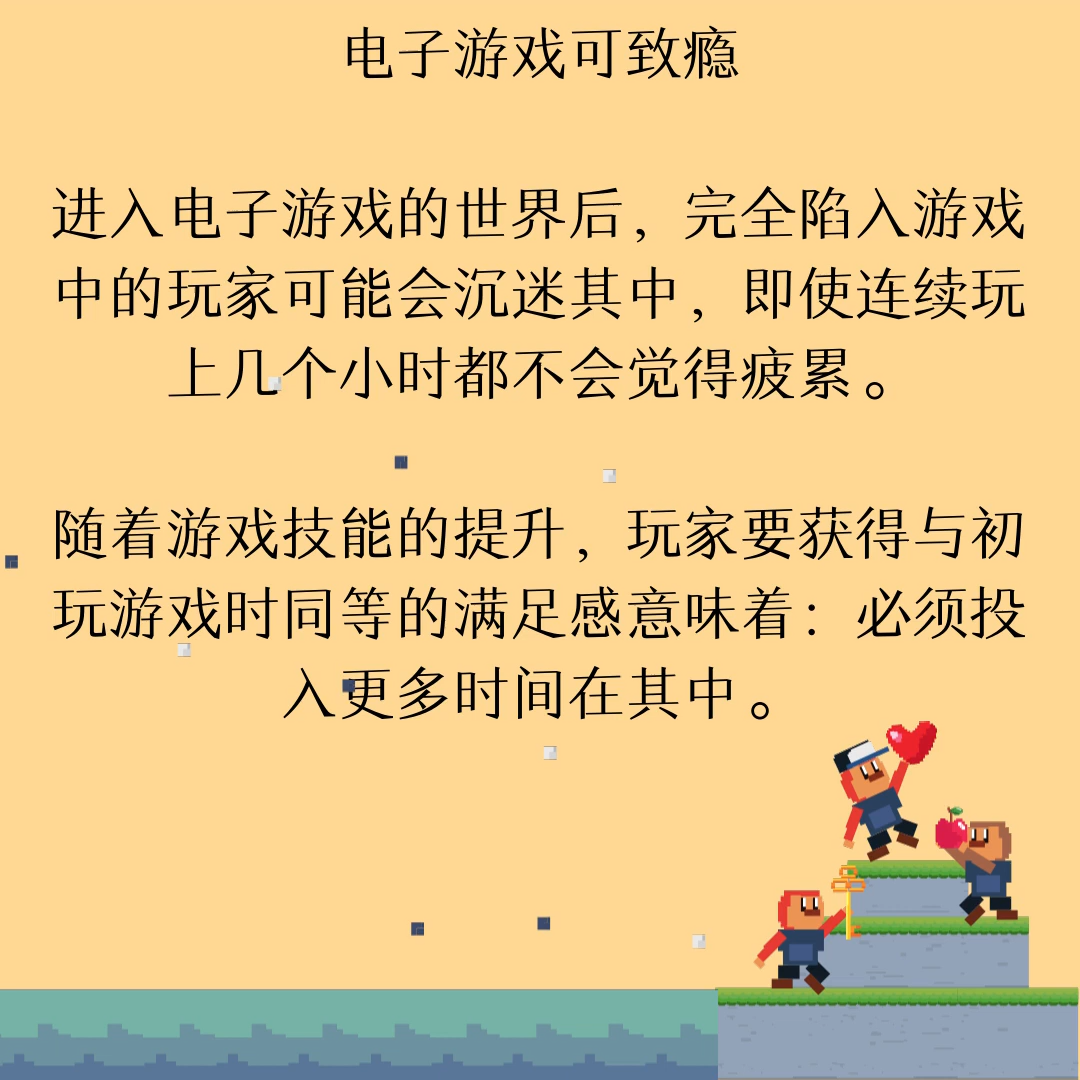 电子游戏可致瘾
进入电子游戏的世界后，完全陷入游戏
中的玩家可能会沉迷其中，即使连续玩
上几个小时都不会觉得疲累。
随着游戏技能的提升，玩家要获得与初
玩游戏时同等的满足感意味着：必须投
入更多时间在其中。